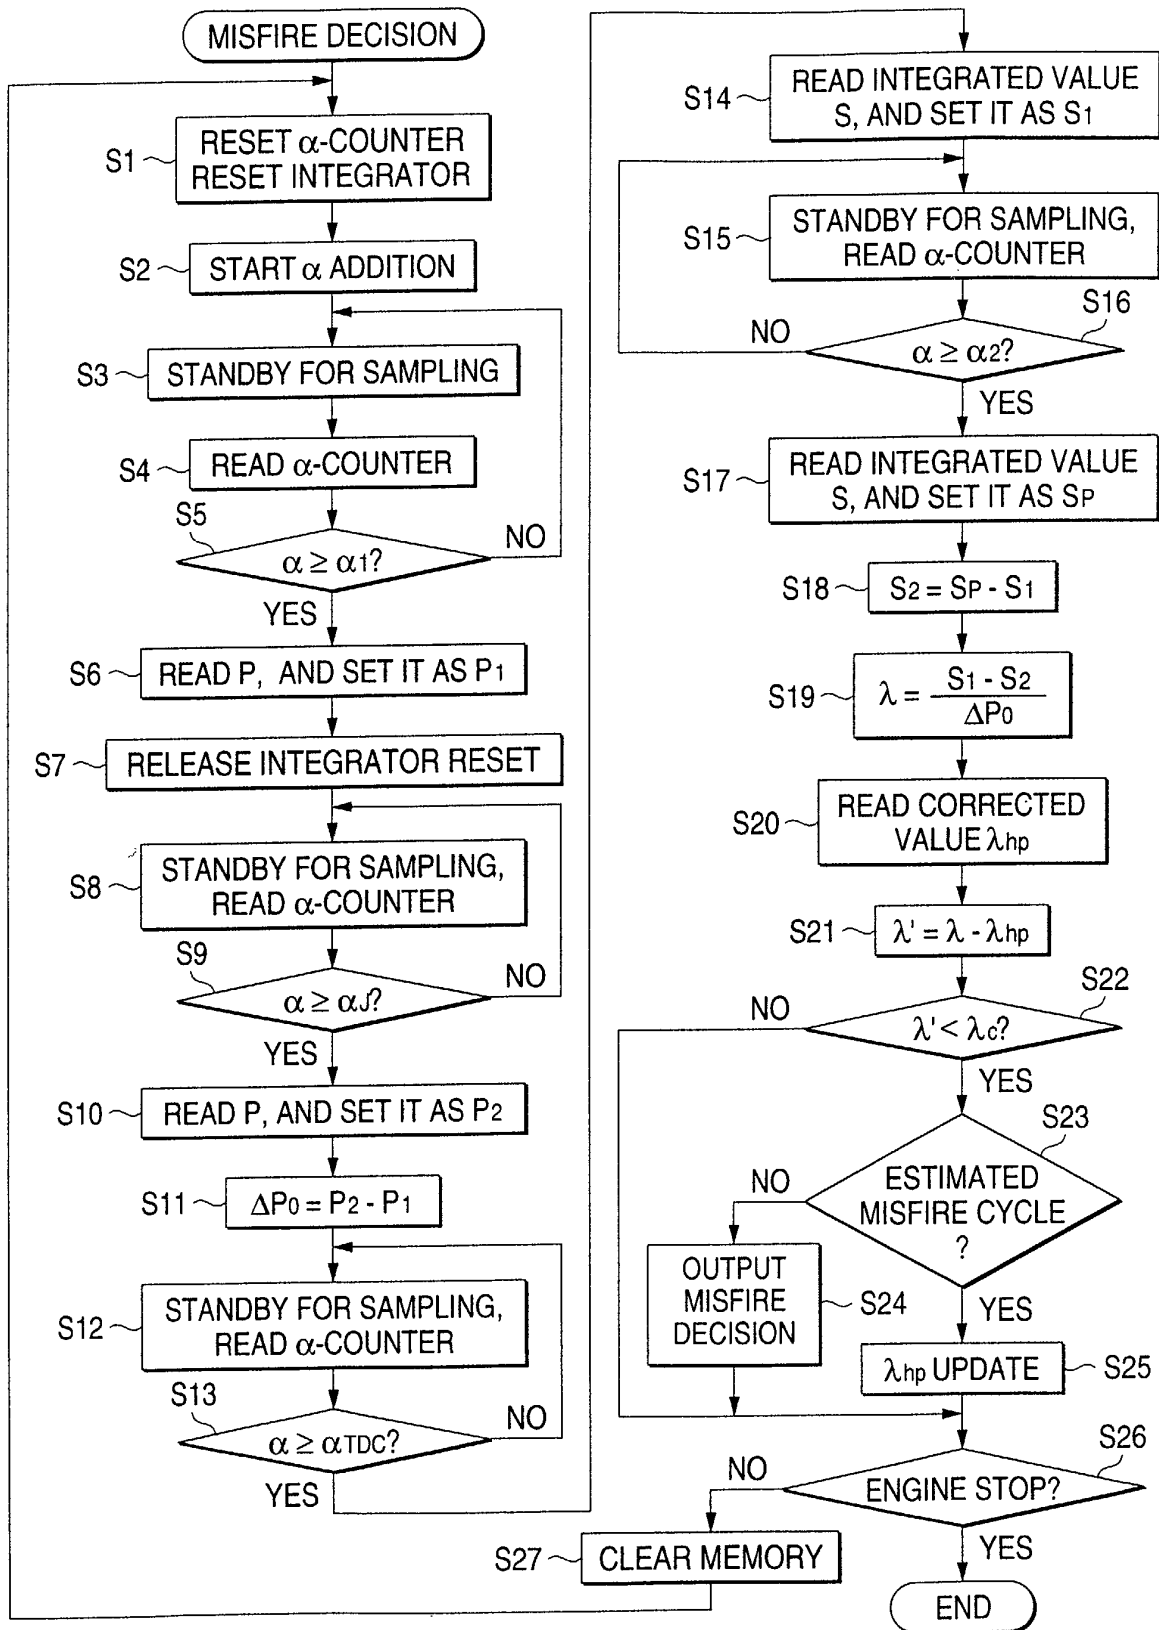 MISFIRE DECISION
S1
RESET α-COUNTER
RESET INTEGRATOR
S2
START α ADDITION
S3
STANDBY FOR SAMPLING
S4
READ α-COUNTER
S5
α ≥ α1?
NO
YES
S6
READ P, AND SET IT AS P1
S7
RELEASE INTEGRATOR RESET
S8
STANDBY FOR SAMPLING,
READ α-COUNTER
S9
α ≥ αJ?
NO
YES
S10
READ P, AND SET IT AS P2
S11
ΔP0 = P2 - P1
S12
STANDBY FOR SAMPLING,
READ α-COUNTER
S13
α ≥ αTDC?
NO
YES
S14
READ INTEGRATED VALUE
S, AND SET IT AS S1
S15
STANDBY FOR SAMPLING,
READ α-COUNTER
S16
NO
α ≥ α2?
YES
S17
READ INTEGRATED VALUE
S, AND SET IT AS SP
S18
S2 = SP - S1
S19
λ = S1 - S2
ΔP0
S20
READ CORRECTED
VALUE λhp
S21
λ' = λ - λhp
S22
NO
λ' < λc?
YES
S23
NO
ESTIMATED
MISFIRE CYCLE
?
YES
OUTPUT
MISFIRE
DECISION
S24
λhp UPDATE
S25
S26
NO
ENGINE STOP?
YES
S27
CLEAR MEMORY
END